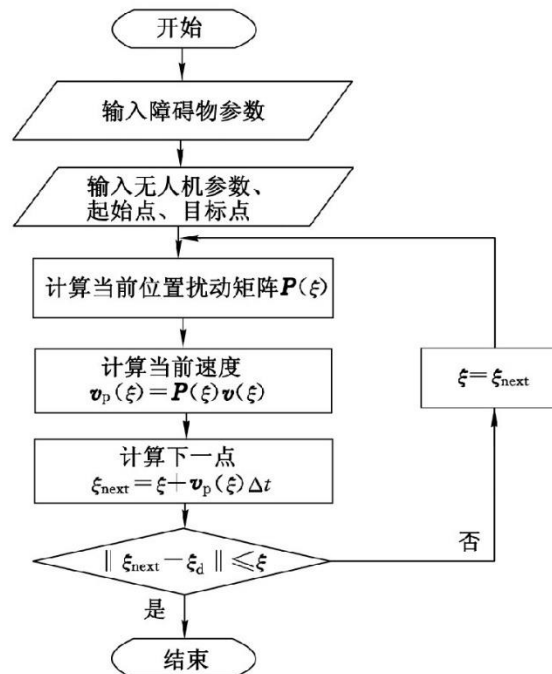 开始
输入障碍物参数
输入无人机参数、
起始点、目标点
计算当前位置扰动矩阵P(ξ)
计算当前速度
vₚ(ξ)=P(ξ)v(ξ)
计算下一点
ξnext=ξ+vₚ(ξ)Δt
ξ=ξnext
‖ξnext-ξd‖≤ξ
否
是
结束